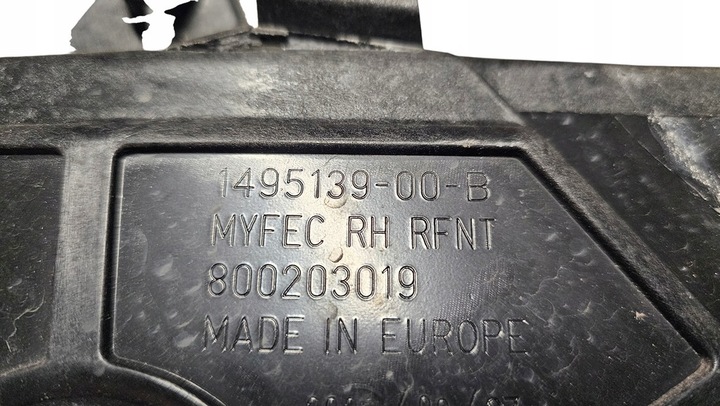 1495139-00-B
MYFEC RH RFNT
800203019
MADE IN EUROPE